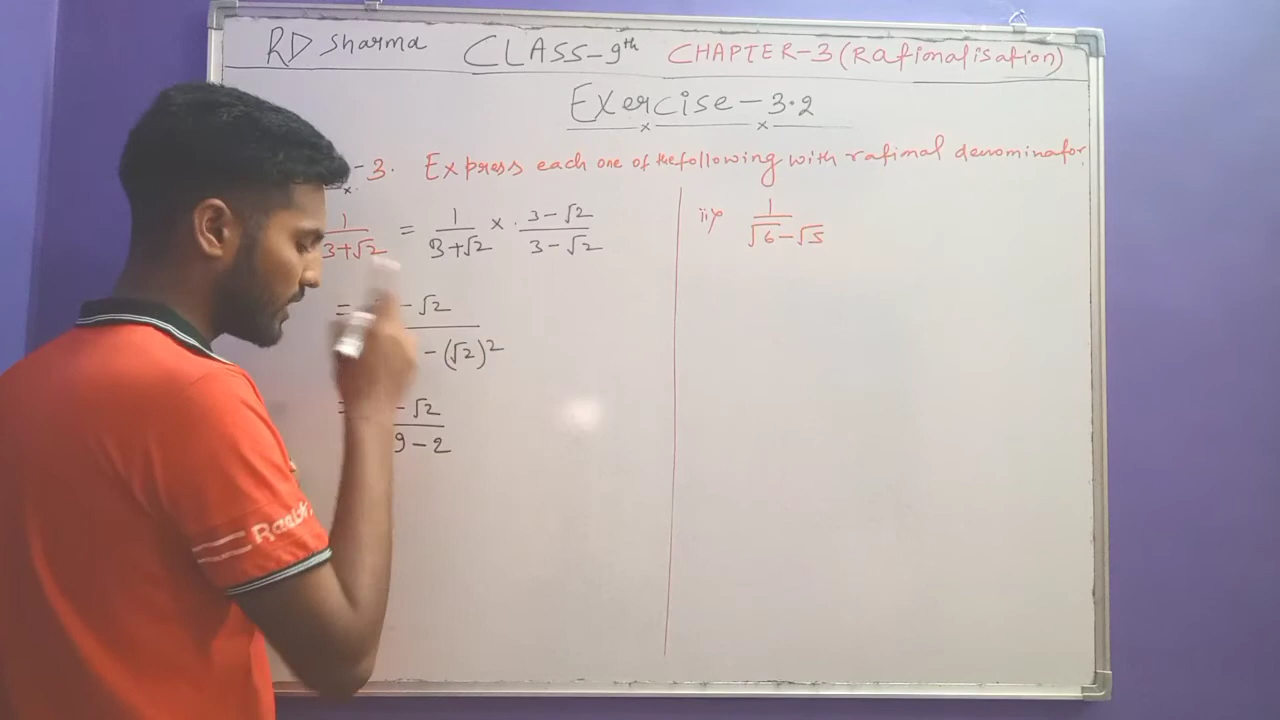 RD Sharma CLASS-9th CHAPTER-3 (Rationalisation)
Exercise-3.2
-3. Express each one of the following with rational denominator.
1/(3+√2) = 1/(3+√2) × (3-√2)/(3-√2)
= -√2
-(√2)²
= -√2
9-2
ii) 1/(√6-√5)